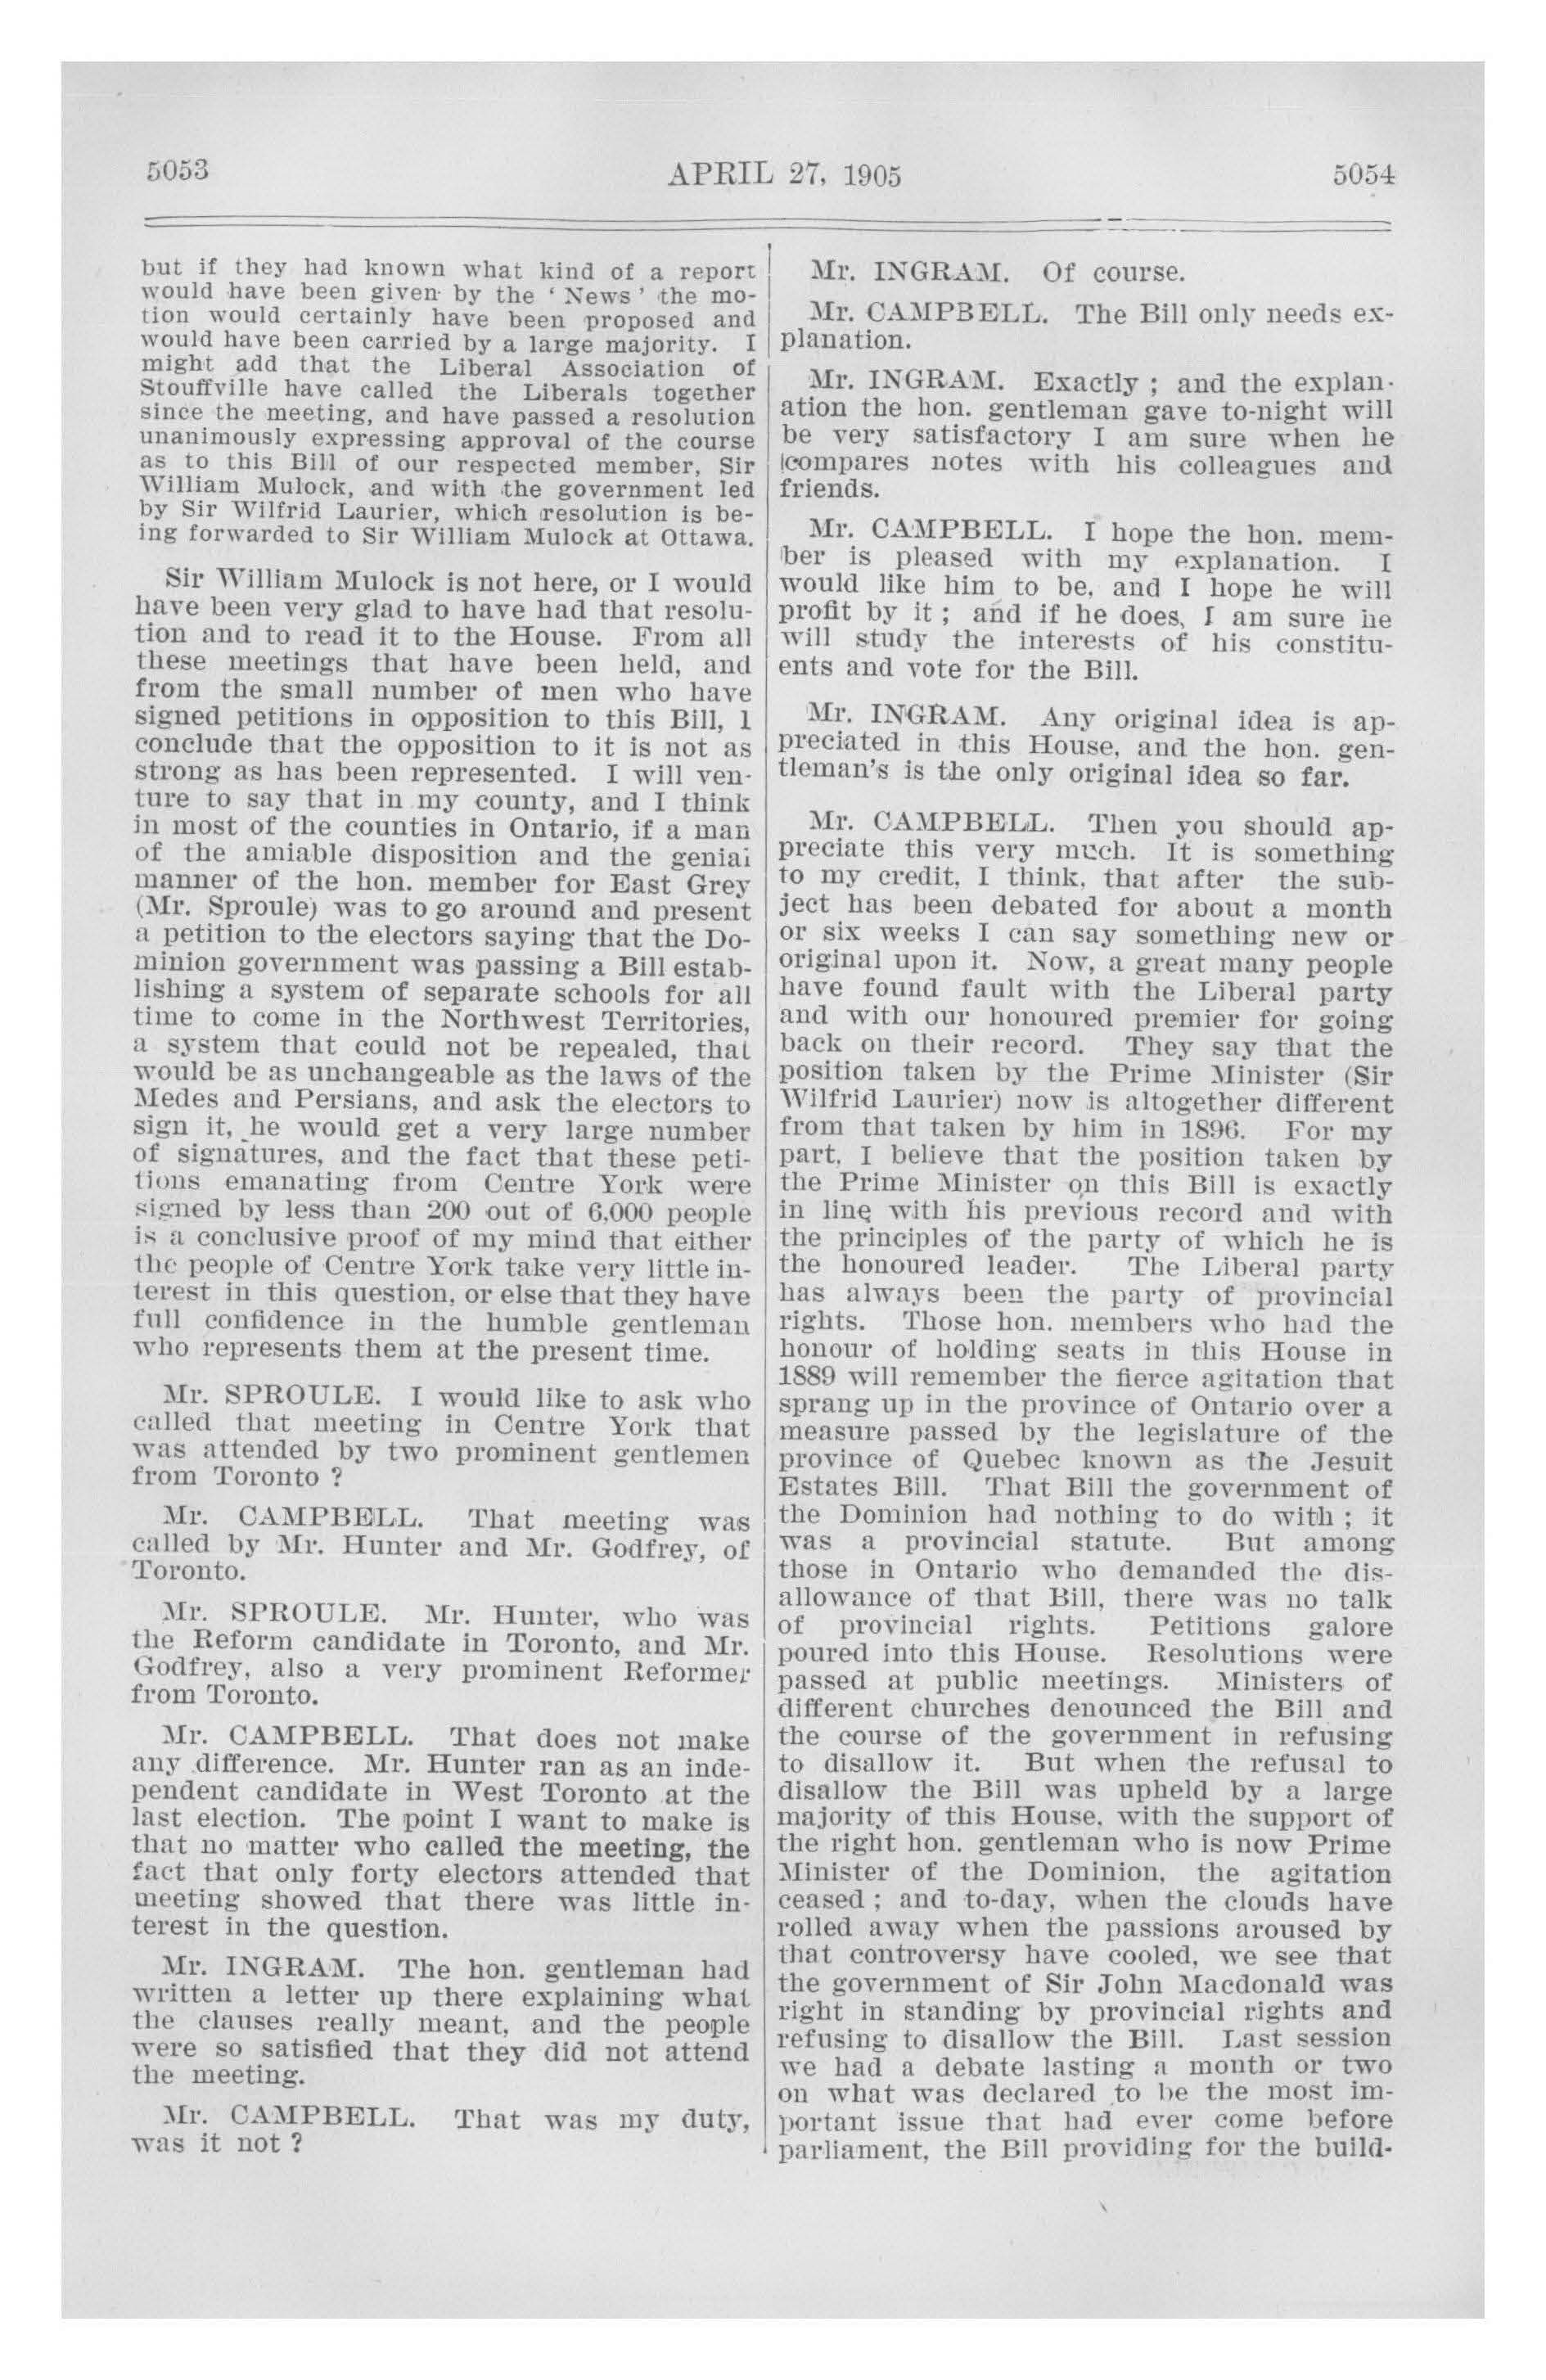 5053
APRIL 27, 1905
5054
but if they had known what kind of a report
would have been given by the ‘ News ’ the mo-
tion would certainly have been proposed and
would have been carried by a large majority. I
might add that the Liberal Association of
Stouffville have called the Liberals together
since the meeting, and have passed a resolution
unanimously expressing approval of the course
as to this Bill of our respected member, Sir
William Mulock, and with the government led
by Sir Wilfrid Laurier, which resolution is be-
ing forwarded to Sir William Mulock at Ottawa.
Sir William Mulock is not here, or I would
have been very glad to have had that resolu-
tion and to read it to the House. From all
these meetings that have been held, and
from the small number of men who have
signed petitions in opposition to this Bill, I
conclude that the opposition to it is not as
strong as has been represented. I will ven-
ture to say that in my county, and I think
in most of the counties in Ontario, if a man
of the amiable disposition and the genial
manner of the hon. member for East Grey
(Mr. Sproule) was to go around and present
a petition to the electors saying that the Do-
minion government was passing a Bill estab-
lishing a system of separate schools for all
time to come in the Northwest Territories,
a system that could not be repealed, that
would be as unchangeable as the laws of the
Medes and Persians, and ask the electors to
sign it, he would get a very large number
of signatures, and the fact that these peti-
tions emanating from Centre York were
signed by less than 200 out of 6,000 people
is a conclusive proof of my mind that either
the people of Centre York take very little in-
terest in this question, or else that they have
full confidence in the humble gentleman
who represents them at the present time.
Mr. SPROULE. I would like to ask who
called that meeting in Centre York that
was attended by two prominent gentlemen
from Toronto ?
Mr. CAMPBELL. That meeting was
called by Mr. Hunter and Mr. Godfrey, of
Toronto.
Mr. SPROULE. Mr. Hunter, who was
the Reform candidate in Toronto, and Mr.
Godfrey, also a very prominent Reformer
from Toronto.
Mr. CAMPBELL. That does not make
any difference. Mr. Hunter ran as an inde-
pendent candidate in West Toronto at the
last election. The point I want to make is
that no matter who called the meeting, the
fact that only forty electors attended that
meeting showed that there was little in-
terest in the question.
Mr. INGRAM. The hon. gentleman had
written a letter up there explaining what
the clauses really meant, and the people
were so satisfied that they did not attend
the meeting.
Mr. CAMPBELL. That was my duty,
was it not ?
Mr. INGRAM. Of course.
Mr. CAMPBELL. The Bill only needs ex-
planation.
Mr. INGRAM. Exactly ; and the explan-
ation the hon. gentleman gave to-night will
be very satisfactory I am sure when he
compares notes with his colleagues and
friends.
Mr. CAMPBELL. I hope the hon. mem-
ber is pleased with my explanation. I
would like him to be, and I hope he will
profit by it ; and if he does, I am sure he
will study the interests of his constitu-
ents and vote for the Bill.
Mr. INGRAM. Any original idea is ap-
preciated in this House, and the hon. gen-
tleman's is the only original idea so far.
Mr. CAMPBELL. Then you should ap-
preciate this very much. It is something
to my credit, I think, that after the sub-
ject has been debated for about a month
or six weeks I can say something new or
original upon it. Now, a great many people
have found fault with the Liberal party
and with our honoured premier for going
back on their record. They say that the
position taken by the Prime Minister (Sir
Wilfrid Laurier) now is altogether different
from that taken by him in 1896. For my
part, I believe that the position taken by
the Prime Minister on this Bill is exactly
in line with his previous record and with
the principles of the party of which he is
the honoured leader. The Liberal party
has always been the party of provincial
rights. Those hon. members who had the
honour of holding seats in this House in
1889 will remember the fierce agitation that
sprang up in the province of Ontario over a
measure passed by the legislature of the
province of Quebec known as the Jesuit
Estates Bill. That Bill the government of
the Dominion had nothing to do with ; it
was a provincial statute. But among
those in Ontario who demanded the dis-
allowance of that Bill, there was no talk
of provincial rights. Petitions galore
poured into this House. Resolutions were
passed at public meetings. Ministers of
different churches denounced the Bill and
the course of the government in refusing
to disallow it. But when the refusal to
disallow the Bill was upheld by a large
majority of this House, with the support of
the right hon. gentleman who is now Prime
Minister of the Dominion, the agitation
ceased ; and to-day, when the clouds have
rolled away when the passions aroused by
that controversy have cooled, we see that
the government of Sir John Macdonald was
right in standing by provincial rights and
refusing to disallow the Bill. Last session
we had a debate lasting a month or two
on what was declared to be the most im-
portant issue that had ever come before
parliament, the Bill providing for the build-